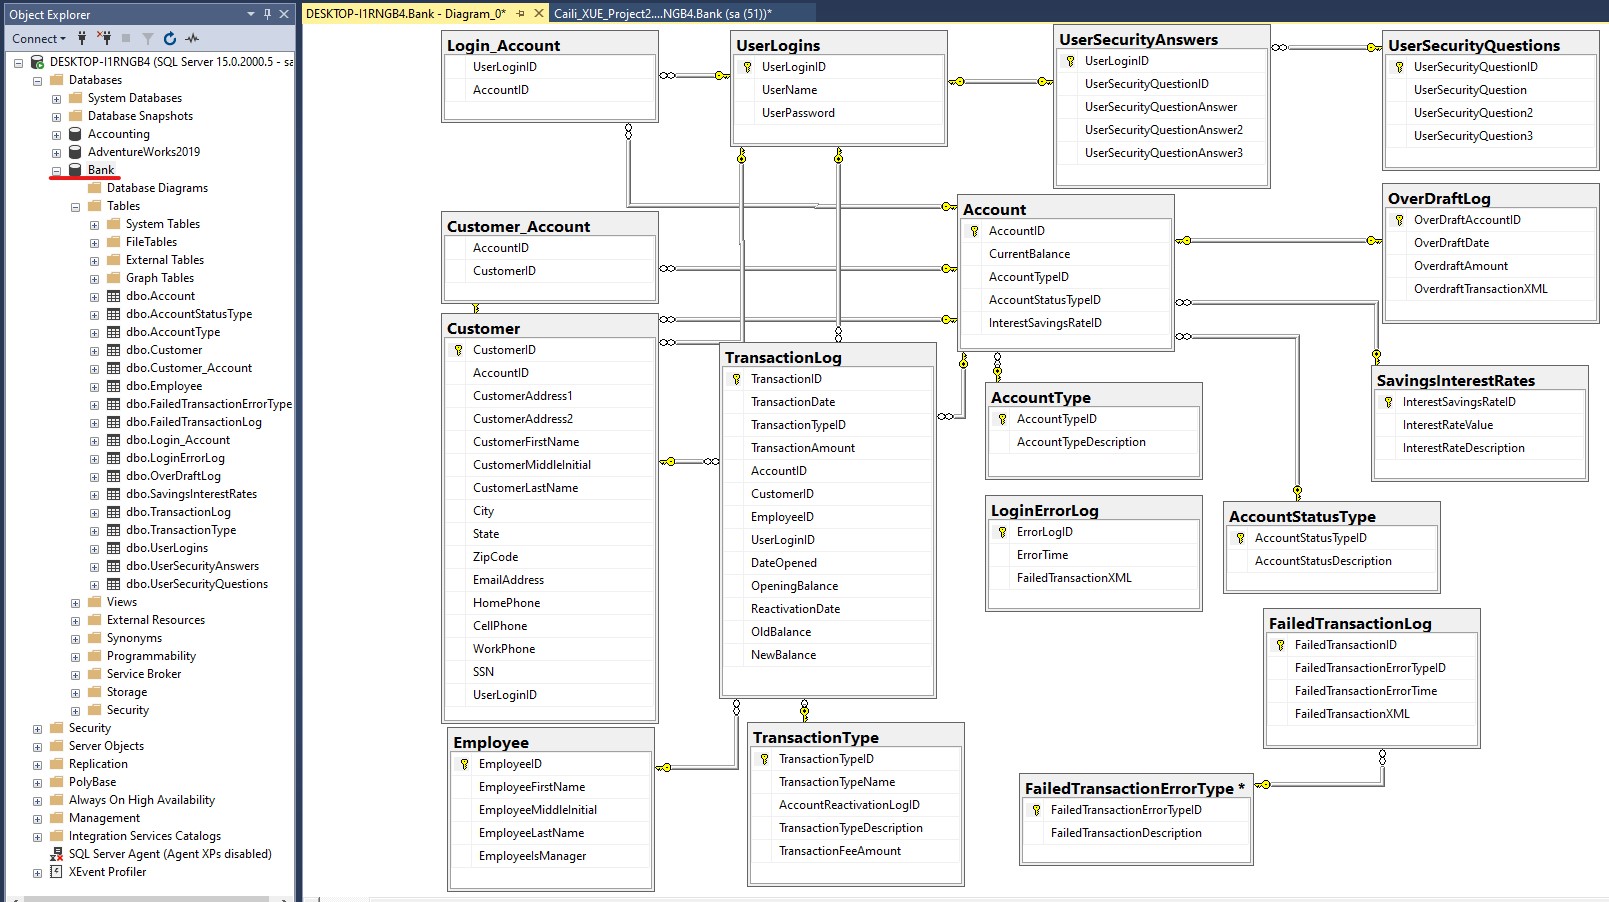 Object Explorer
Connect
DESKTOP-I1RNGB4 (SQL Server 15.0.2000.5 - sa
Databases
System Databases
Database Snapshots
Accounting
AdventureWorks2019
Bank
Database Diagrams
Tables
System Tables
FileTables
External Tables
Graph Tables
dbo.Account
dbo.AccountStatusType
dbo.AccountType
dbo.Customer
dbo.Customer_Account
dbo.Employee
dbo.FailedTransactionErrorType
dbo.FailedTransactionLog
dbo.Login_Account
dbo.LoginErrorLog
dbo.OverDraftLog
dbo.SavingsInterestRates
dbo.TransactionLog
dbo.TransactionType
dbo.UserLogins
dbo.UserSecurityAnswers
dbo.UserSecurityQuestions
Views
External Resources
Synonyms
Programmability
Service Broker
Storage
Security
Security
Server Objects
Replication
PolyBase
Always On High Availability
Management
Integration Services Catalogs
SQL Server Agent (Agent XPs disabled)
XEvent Profiler
DESKTOP-I1RNGB4.Bank - Diagram_0*
Caili_XUE_Project2....NGB4.Bank (sa (51))*
Login_Account
UserLoginID
AccountID
UserLogins
UserLoginID
UserName
UserPassword
UserSecurityAnswers
UserLoginID
UserSecurityQuestionID
UserSecurityQuestionAnswer
UserSecurityQuestionAnswer2
UserSecurityQuestionAnswer3
UserSecurityQuestions
UserSecurityQuestionID
UserSecurityQuestion
UserSecurityQuestion2
UserSecurityQuestion3
Customer_Account
AccountID
CustomerID
Account
AccountID
CurrentBalance
AccountTypeID
AccountStatusTypeID
InterestSavingsRateID
OverDraftLog
OverDraftAccountID
OverDraftDate
OverdraftAmount
OverdraftTransactionXML
Customer
CustomerID
AccountID
CustomerAddress1
CustomerAddress2
CustomerFirstName
CustomerMiddleInitial
CustomerLastName
City
State
ZipCode
EmailAddress
HomePhone
CellPhone
WorkPhone
SSN
UserLoginID
TransactionLog
TransactionID
TransactionDate
TransactionTypeID
TransactionAmount
AccountID
CustomerID
EmployeeID
UserLoginID
DateOpened
OpeningBalance
ReactivationDate
OldBalance
NewBalance
AccountType
AccountTypeID
AccountTypeDescription
SavingsInterestRates
InterestSavingsRateID
InterestRateValue
InterestRateDescription
LoginErrorLog
ErrorLogID
ErrorTime
FailedTransactionXML
AccountStatusType
AccountStatusTypeID
AccountStatusDescription
FailedTransactionLog
FailedTransactionID
FailedTransactionErrorTypeID
FailedTransactionErrorTime
FailedTransactionXML
Employee
EmployeeID
EmployeeFirstName
EmployeeMiddleInitial
EmployeeLastName
EmployeeIsManager
TransactionType
TransactionTypeID
TransactionTypeName
AccountReactivationLogID
TransactionTypeDescription
TransactionFeeAmount
FailedTransactionErrorType *
FailedTransactionErrorTypeID
FailedTransactionDescription